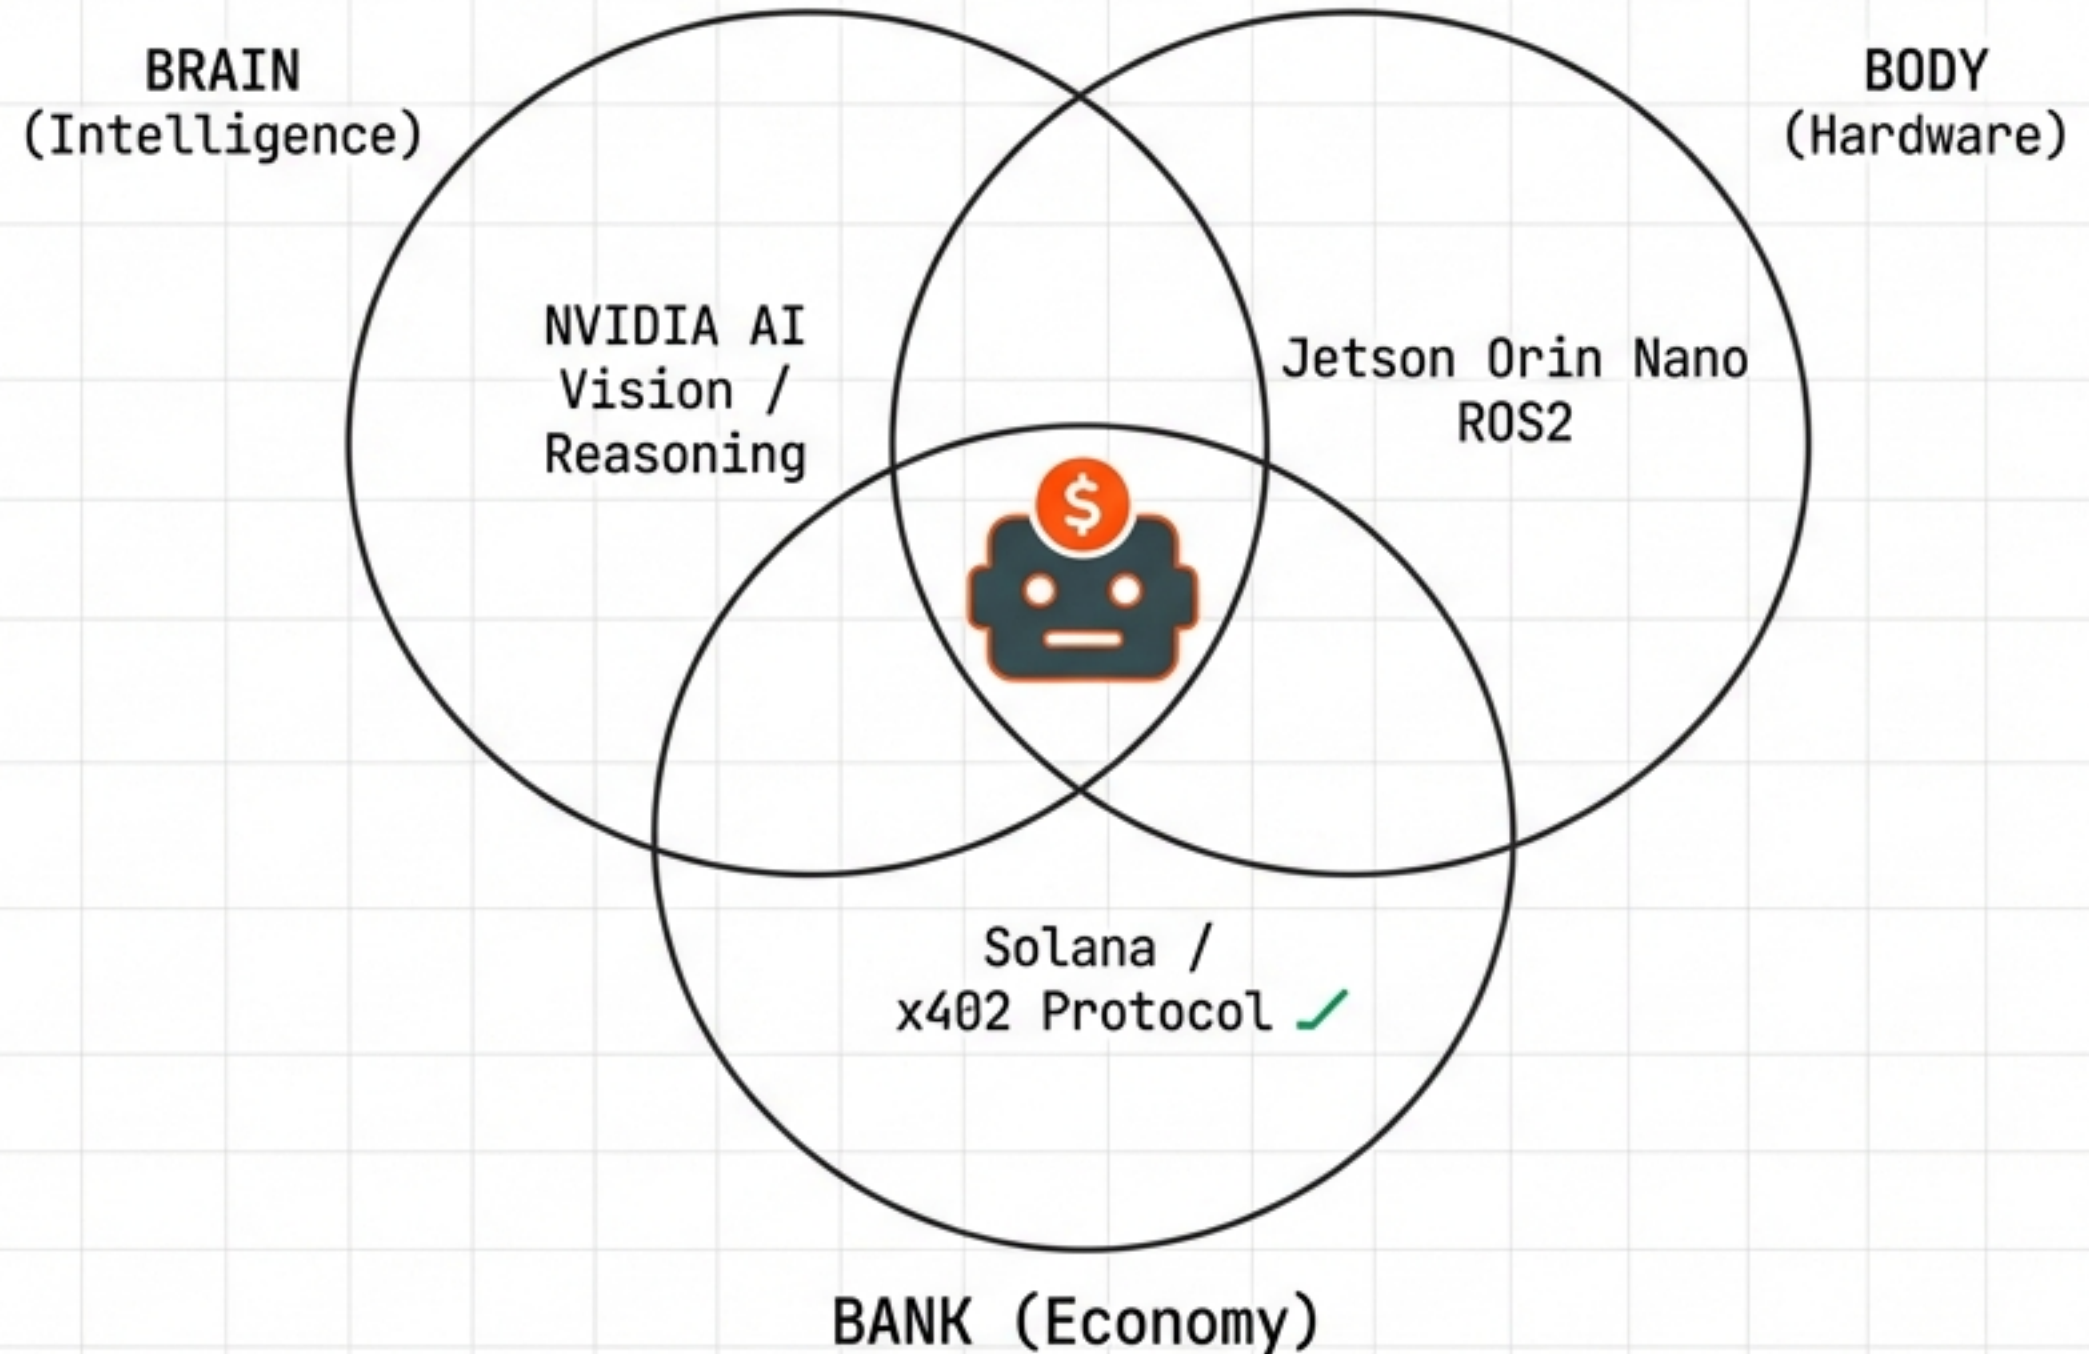 BRAIN
(Intelligence)
BODY
(Hardware)
NVIDIA AI
Vision /
Reasoning
Jetson Orin Nano
ROS2
$
Solana /
x402 Protocol
BANK (Economy)